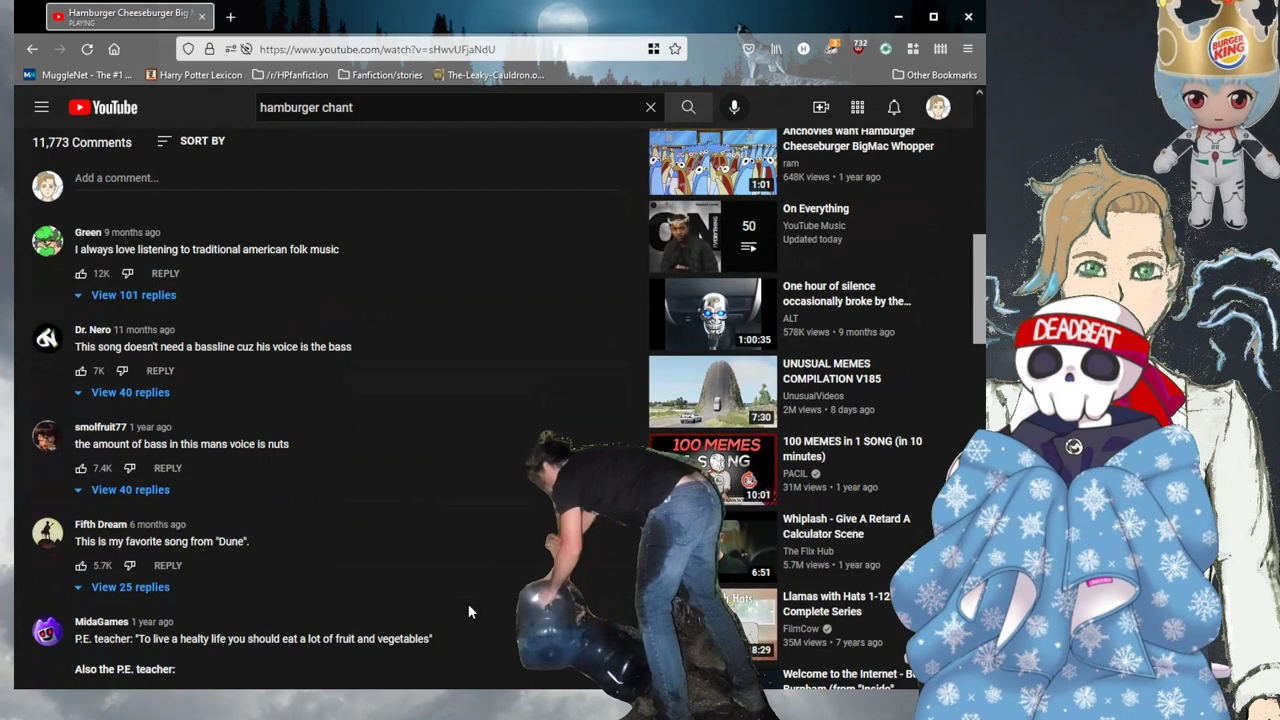 Hamburger Cheeseburger Big
PLAYING
https://www.youtube.com/watch?v=sHwvUFjaNdU
732
MuggleNet - The #1 ...
Harry Potter Lexicon
/r/HPfanfiction
Fanfiction/stories
The-Leaky-Cauldron.o...
Other Bookmarks
YouTube
hamburger chant
11,773 Comments
SORT BY
Add a comment...
Green 9 months ago
I always love listening to traditional american folk music
12K
REPLY
View 101 replies
Dr. Nero 11 months ago
This song doesn't need a bassline cuz his voice is the bass
7K
REPLY
View 40 replies
smolfruit77 1 year ago
the amount of bass in this mans voice is nuts
7.4K
REPLY
View 40 replies
Fifth Dream 6 months ago
This is my favorite song from "Dune".
5.7K
REPLY
View 25 replies
MidaGames 1 year ago
P.E. teacher: "To live a healty life you should eat a lot of fruit and vegetables"
Also the P.E. teacher:
Anchovies want Hamburger
Cheeseburger BigMac Whopper
ram
648K views • 1 year ago
1:01
On Everything
YouTube Music
Updated today
50
One hour of silence
occasionally broke by the...
ALT
578K views • 9 months ago
1:00:35
UNUSUAL MEMES
COMPILATION V185
UnusualVideos
2M views • 8 days ago
7:30
100 MEMES in 1 SONG (in 10
minutes)
PACIL
31M views • 1 year ago
100 MEMES
SONG
10:01
Whiplash - Give A Retard A
Calculator Scene
The Flix Hub
5.7M views • 1 year ago
6:51
Llamas with Hats 1-12
Complete Series
FilmCow
35M views • 7 years ago
Hats
8:29
Welcome to the Internet - B
Burnham (from "Inside"
BURGER
KING
DEADBEAT